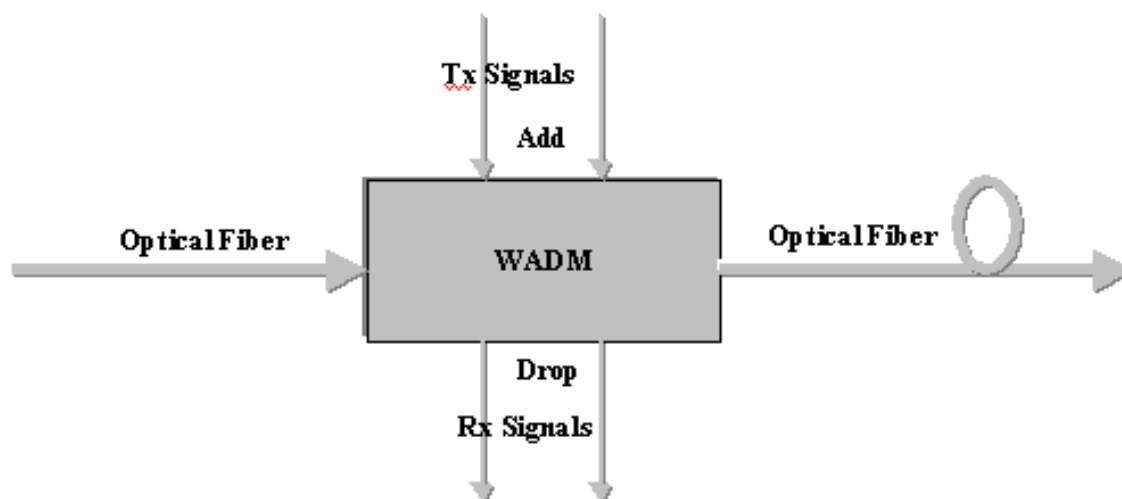 Tx Signals
Add
Optical Fiber
WADM
Optical Fiber
Drop
Rx Signals